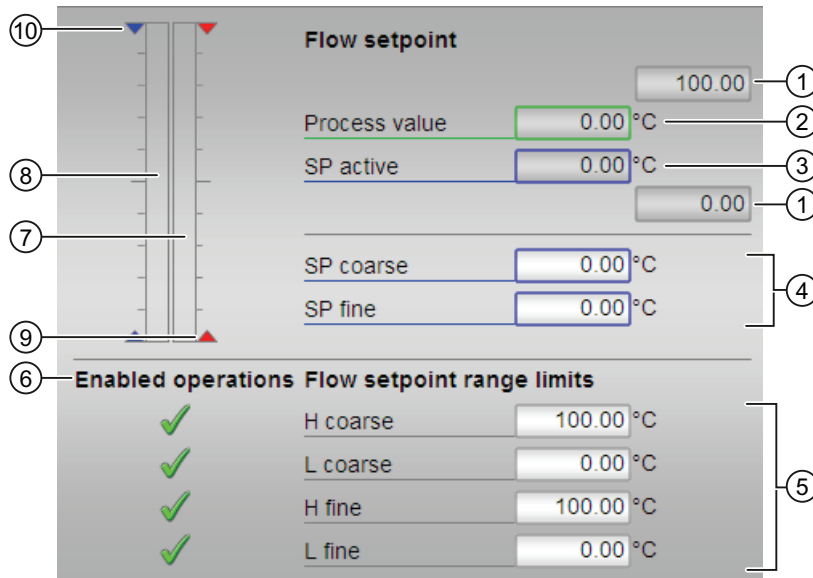 10 Flow setpoint
100.00 1
Process value 0.00 °C 2
8 SP active 0.00 °C 3
0.00 1
7
SP coarse 0.00 °C
4
SP fine 0.00 °C
9
6 Enabled operations Flow setpoint range limits
H coarse 100.00 °C
L coarse 0.00 °C
5
H fine 100.00 °C
L fine 0.00 °C